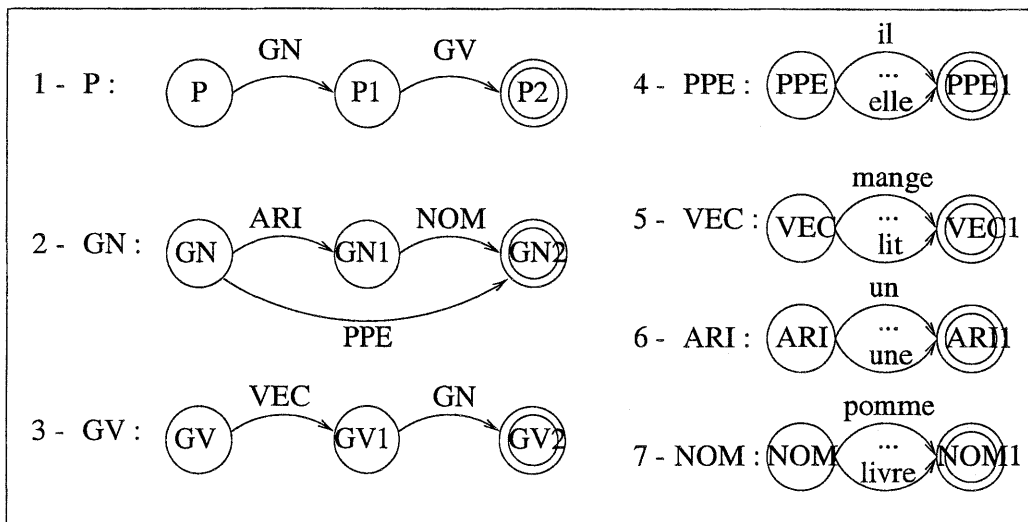 GN GV
1 - P : P P1 P2
ARI NOM
2 - GN : GN GN1 GN2
PPE
VEC GN
3 - GV : GV GV1 GV2
il
4 - PPE : PPE ... PPE1
elle
mange
5 - VEC : VEC ... VEC1
lit
un
6 - ARI : ARI ... ARI1
une
pomme
7 - NOM : NOM ... NOM1
livre